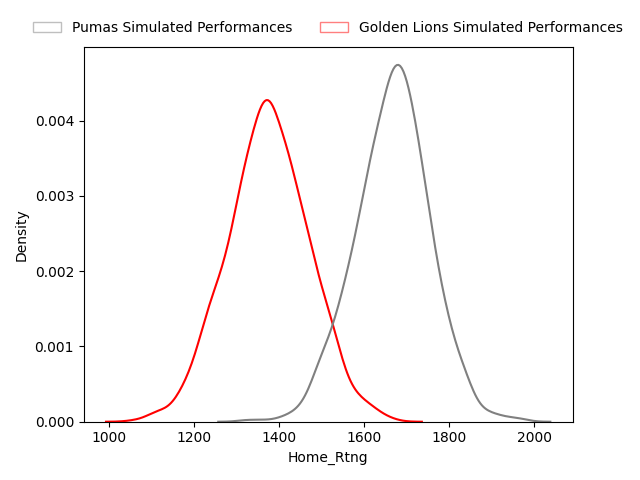 Pumas Simulated Performances Golden Lions Simulated Performances
0.004
0.003
0.002
0.001
0.000
Density
1000 1200 1400 1600 1800 2000
Home_Rtng